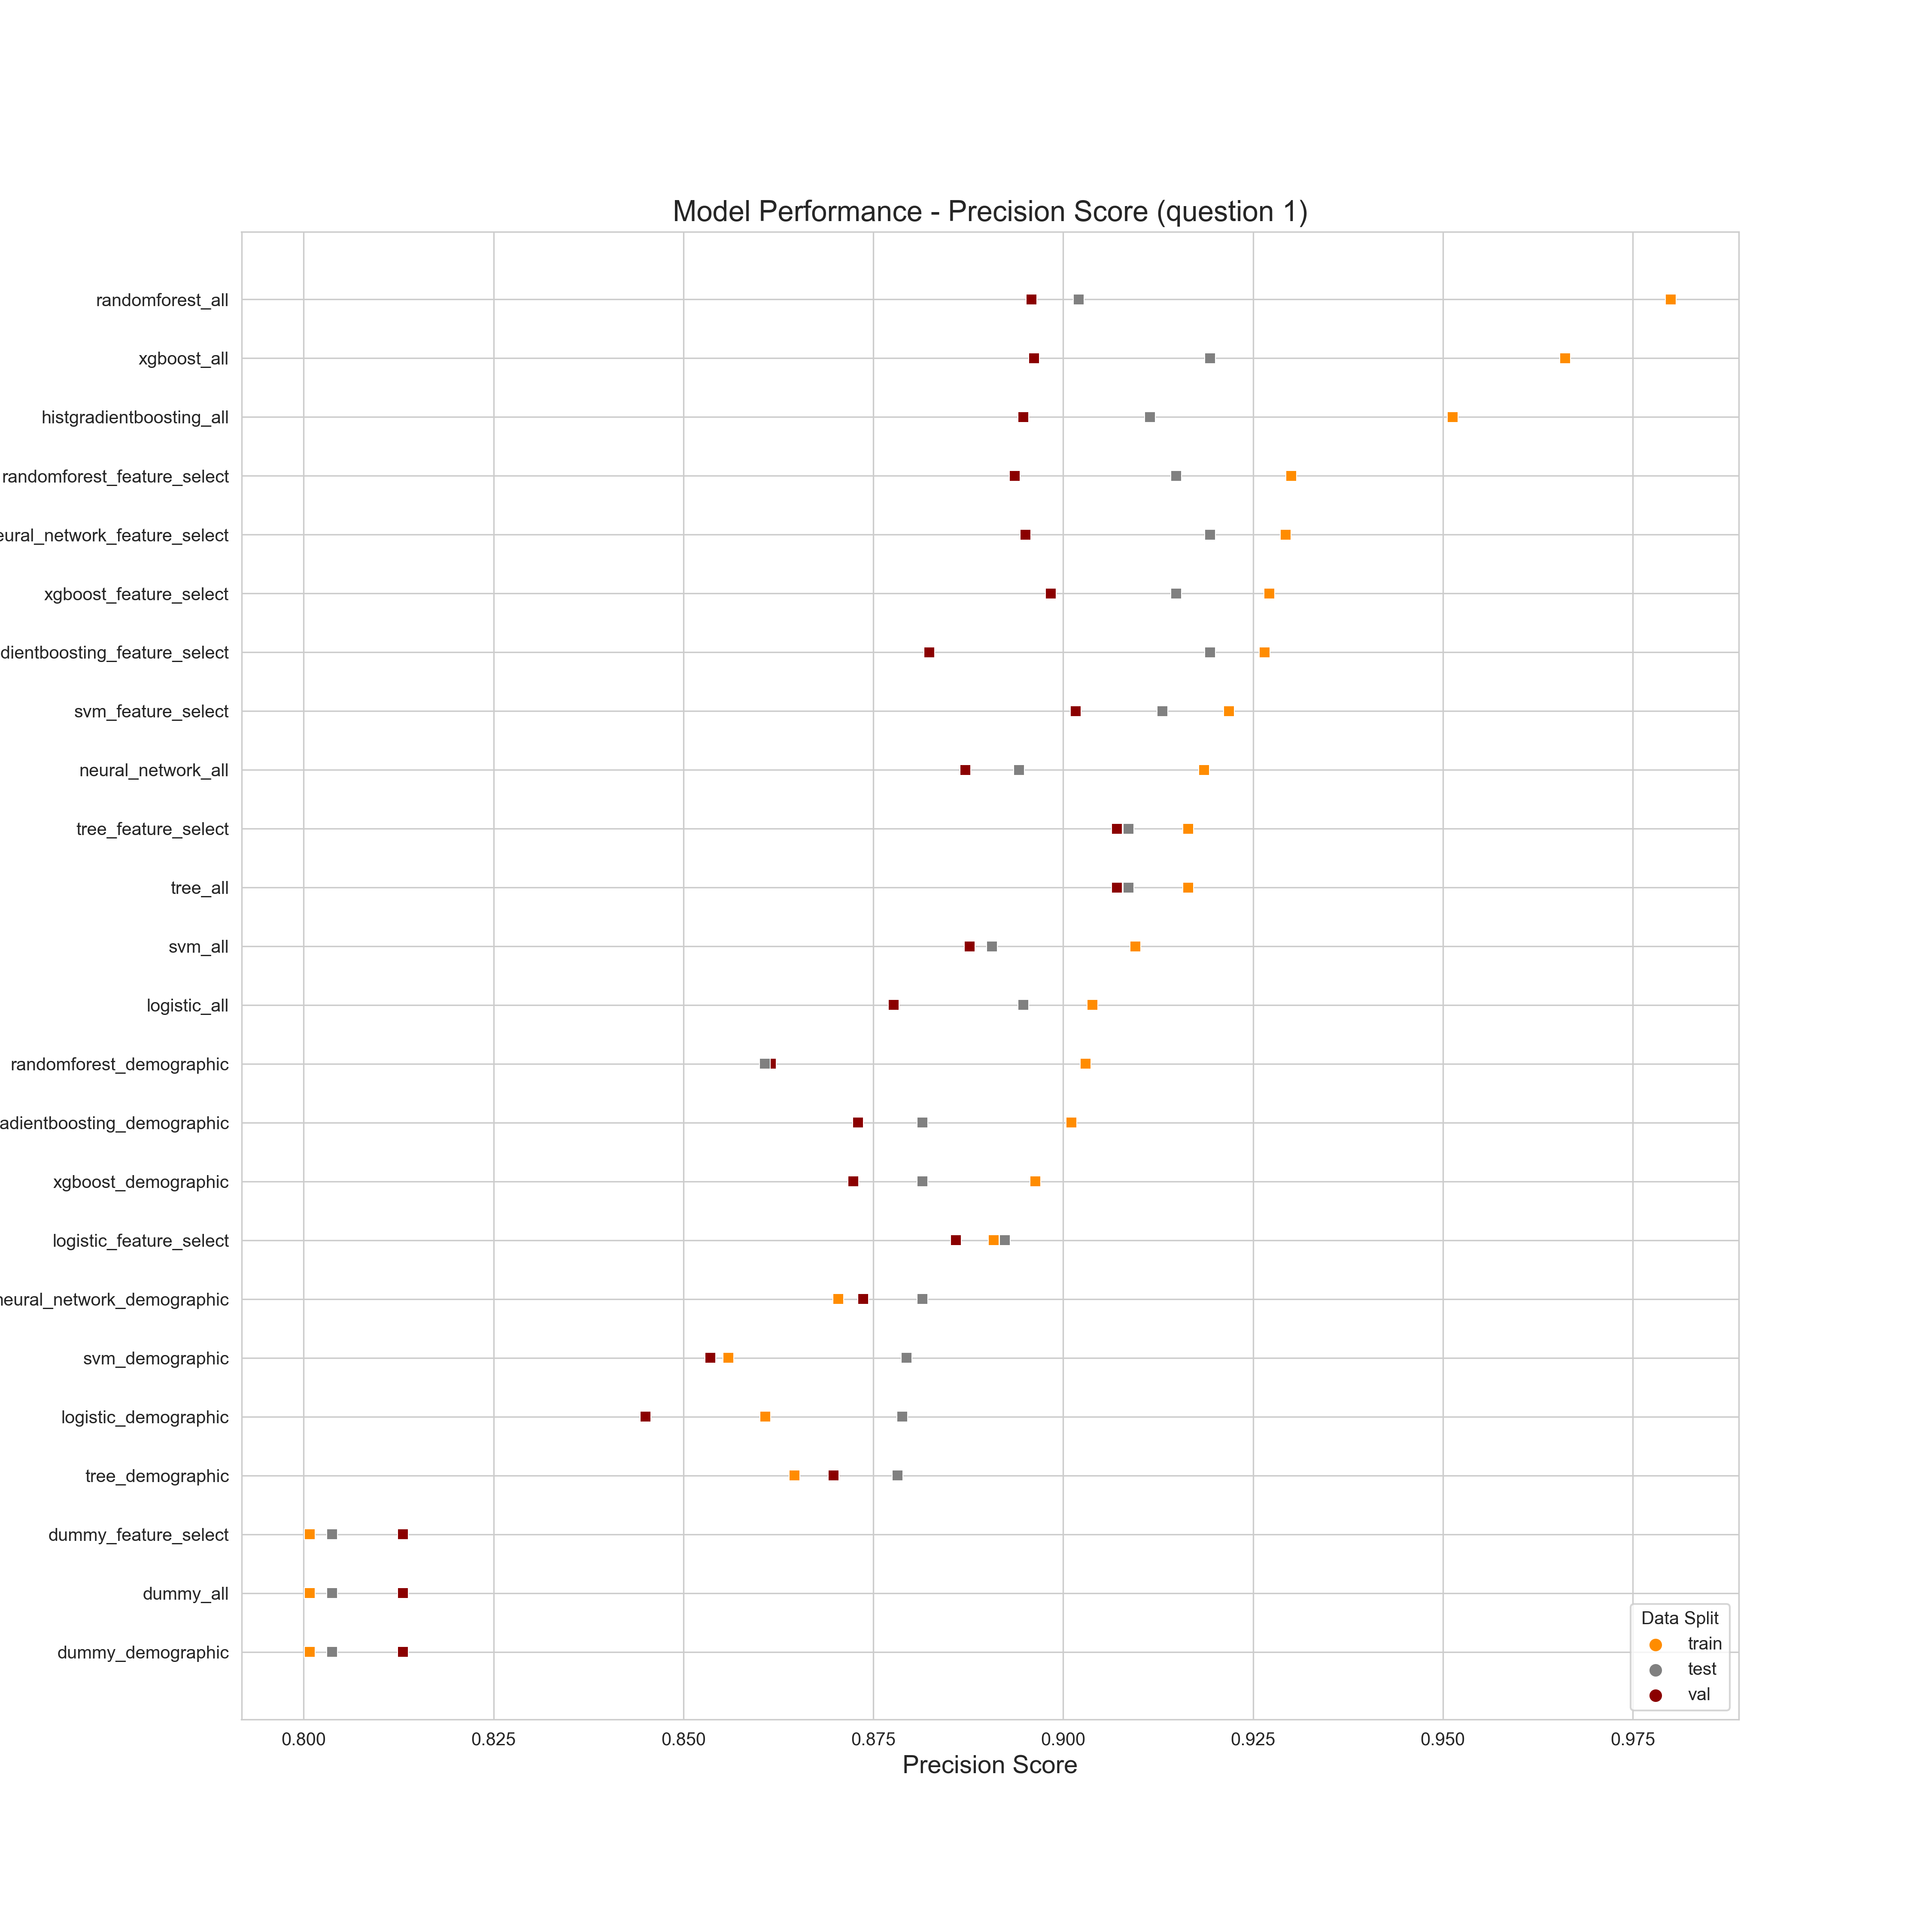 Model Performance - Precision Score (question 1)
randomforest_all
xgboost_all
histgradientboosting_all
randomforest_feature_select
eural_network_feature_select
xgboost_feature_select
dientboosting_feature_select
svm_feature_select
neural_network_all
tree_feature_select
tree_all
svm_all
logistic_all
randomforest_demographic
adientboosting_demographic
xgboost_demographic
logistic_feature_select
neural_network_demographic
svm_demographic
logistic_demographic
tree_demographic
dummy_feature_select
dummy_all
dummy_demographic
Data Split
train
test
val
0.800 0.825 0.850 0.875 0.900 0.925 0.950 0.975
Precision Score